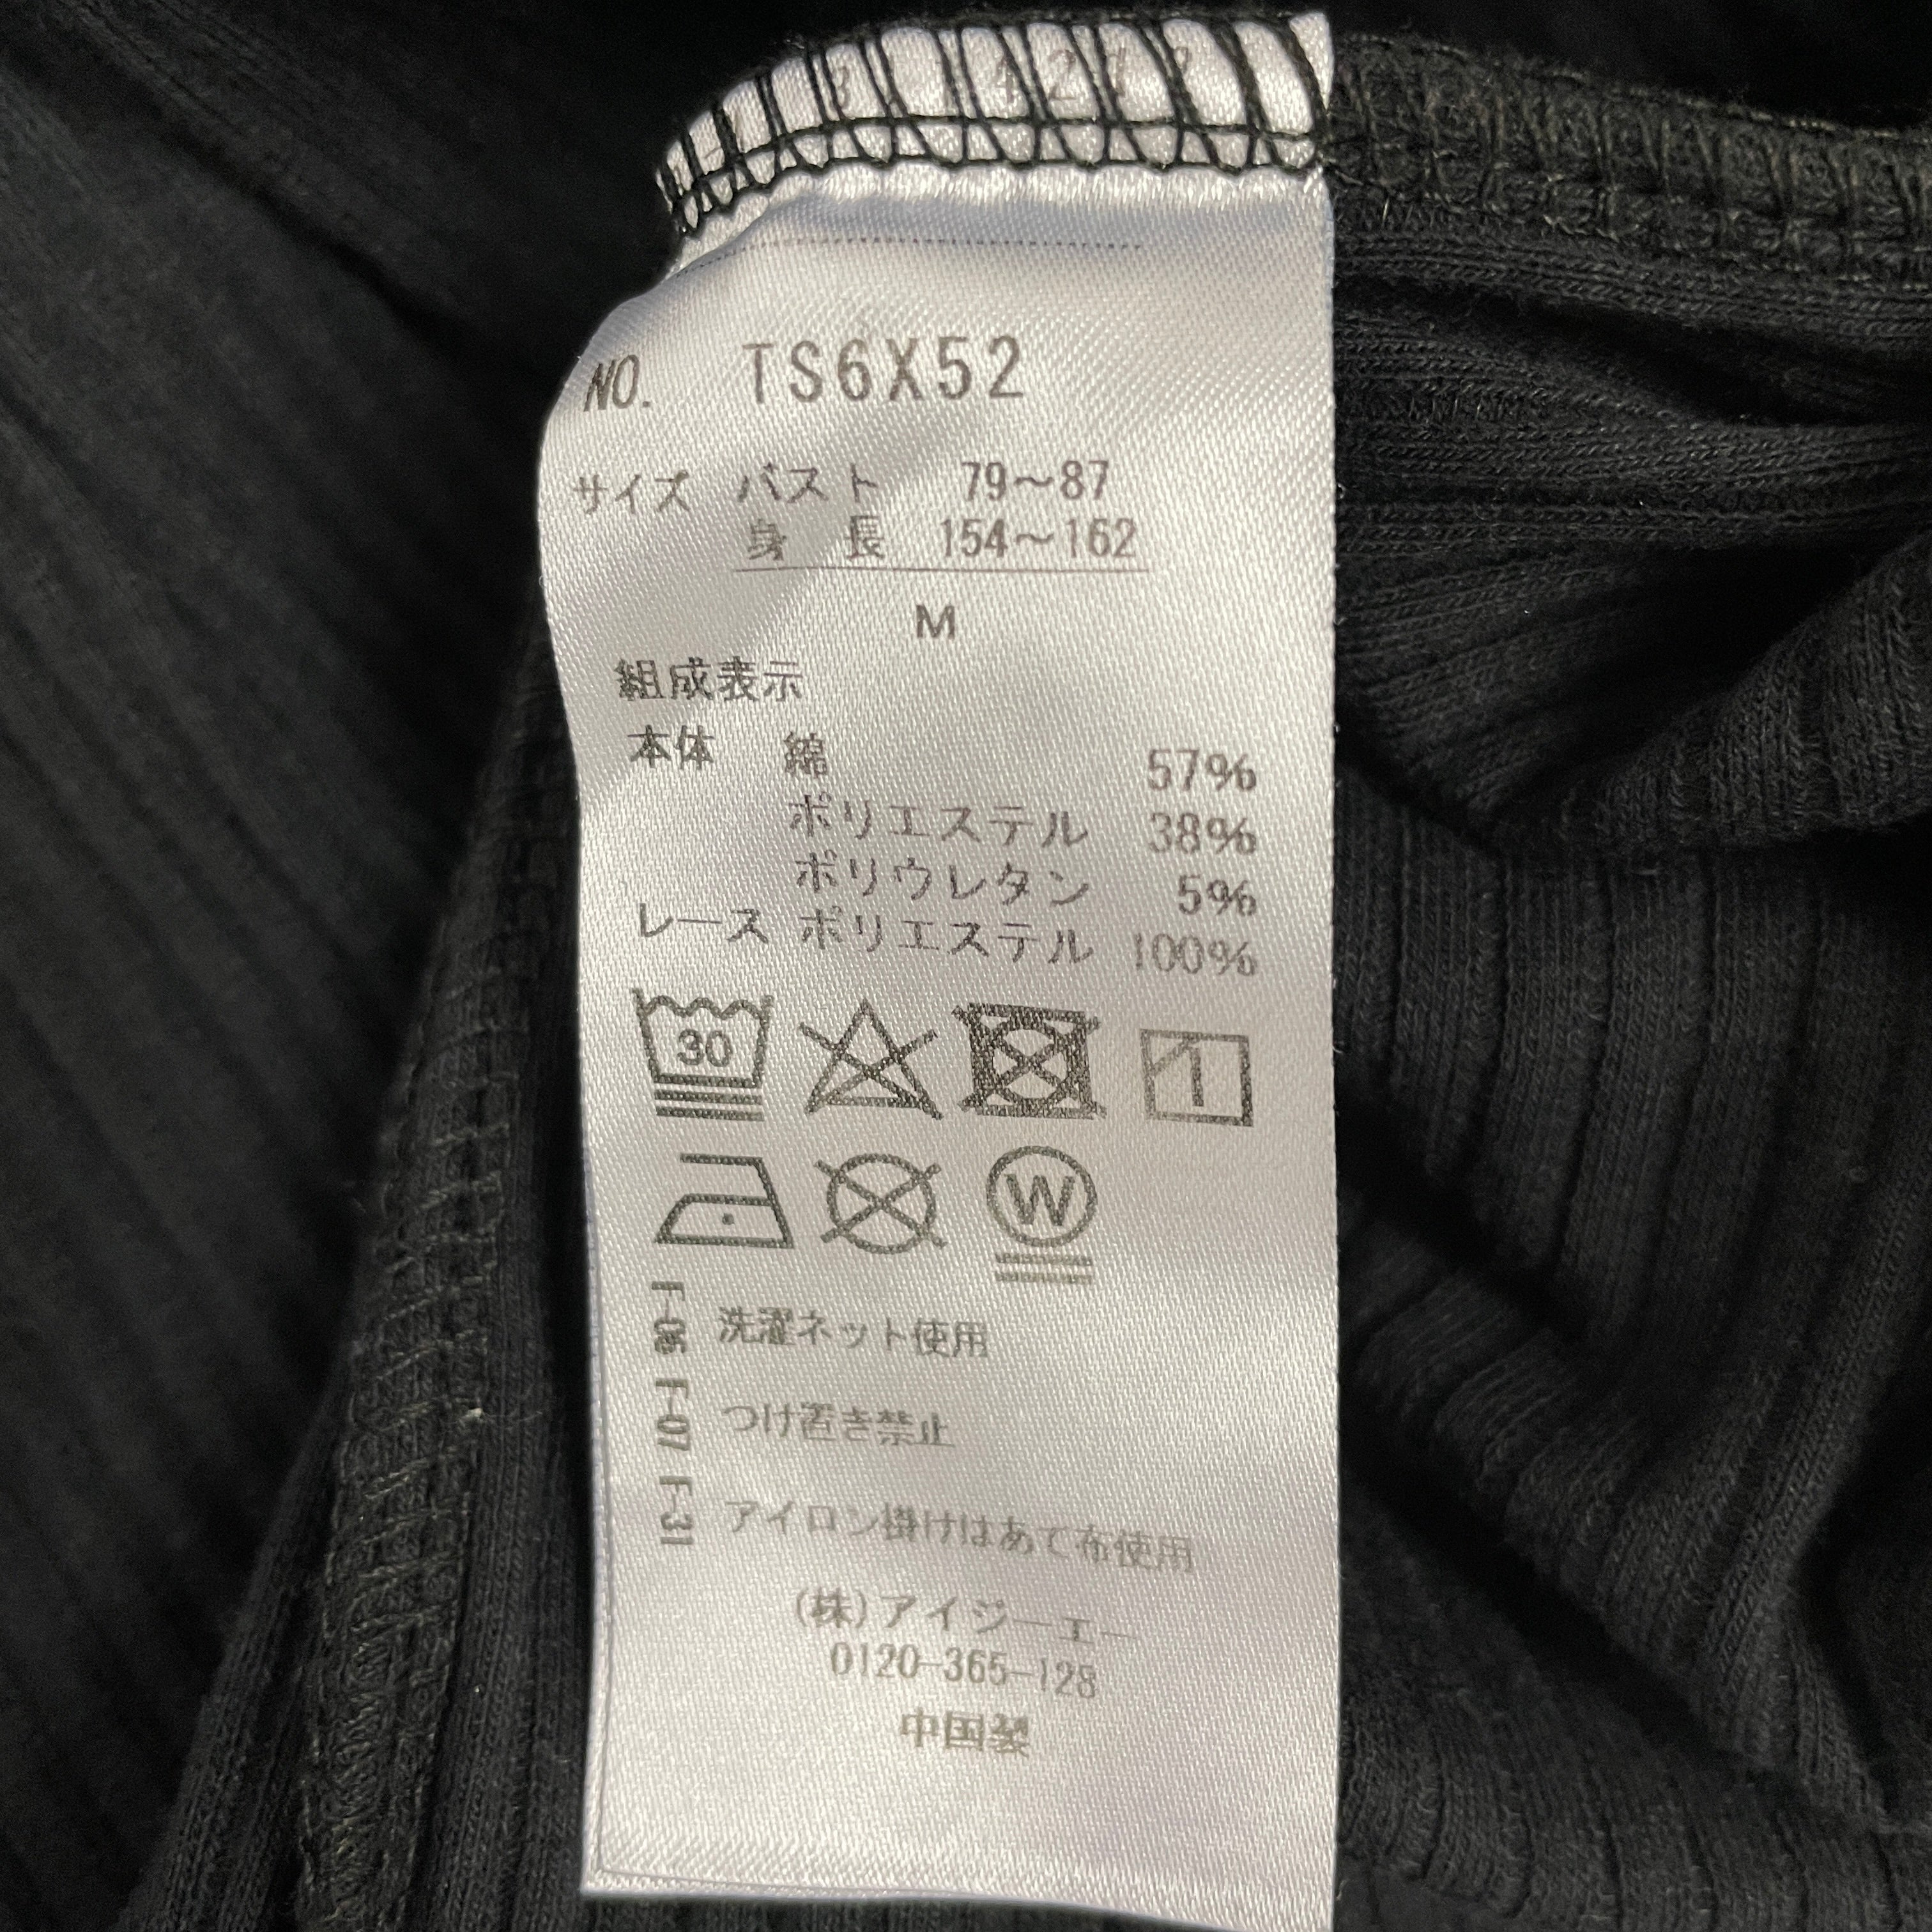 NO. TS6X52
サイズ バスト 79〜87
身 長 154〜162
M
組成表示
本体 綿 57%
ポリエステル 38%
ポリウレタン 5%
レース ポリエステル 100%
30
1
W
F-06 洗濯ネット使用
F-07 つけ置き禁止
F-31 アイロン掛けはあて布使用
(株)アイジーエー
0120-365-128
中国製